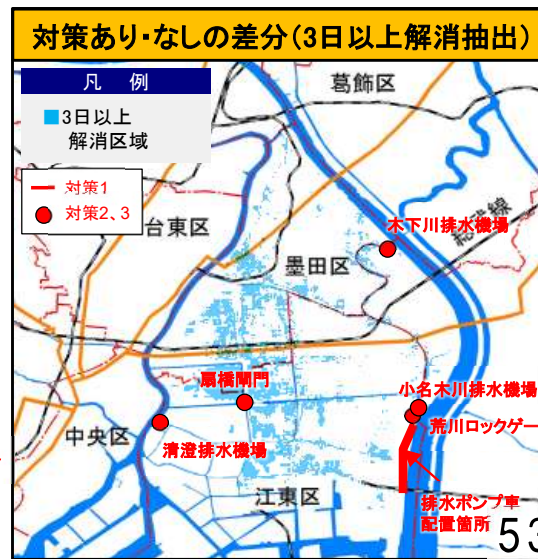 対策あり・なしの差分(3日以上解消抽出)
凡 例
3日以上
解消区域
対策1
対策2、3
葛飾区
台東区
墨田区
木下川排水機場
総武線
扇橋閘門
小名木川排水機場
荒川ロックゲー
中央区
清澄排水機場
江東区
排水ポンプ車
配置箇所
53